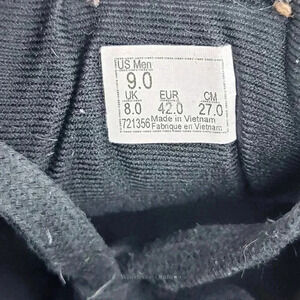 US Men
9.0
UK EUR CM
8.0 42.0 27.0
721356 Made in Vietnam
Fabriqué en Vietnam